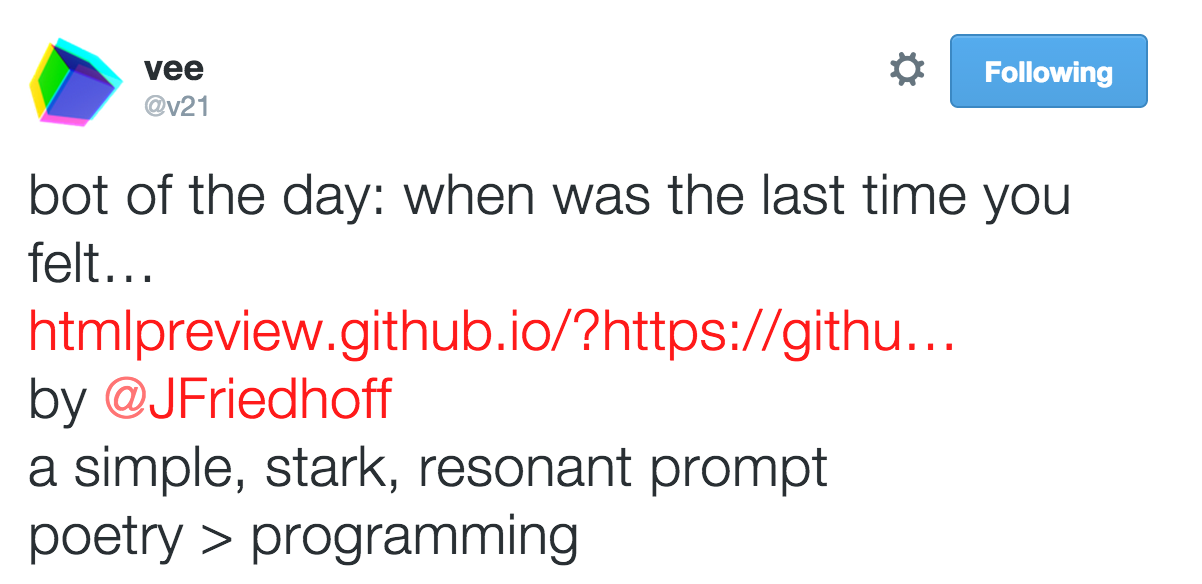 vee
@v21
Following
bot of the day: when was the last time you
felt…
htmlpreview.github.io/?https://githu…
by @JFriedhoff
a simple, stark, resonant prompt
poetry > programming